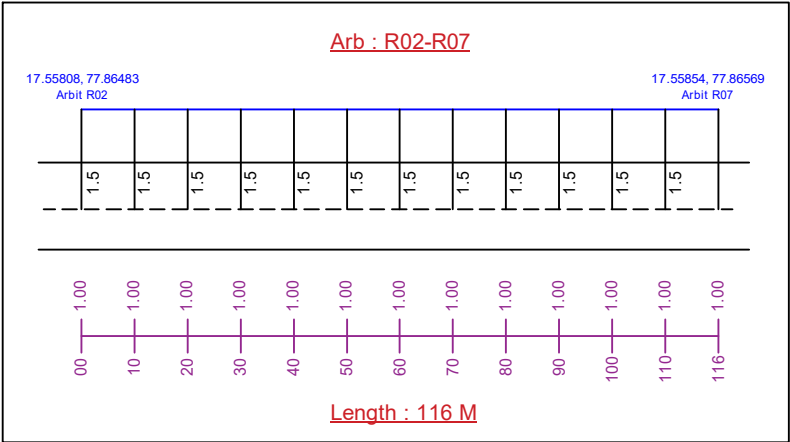 Arb : R02-R07
17.55808, 77.86483
Arbit R02
17.55854, 77.86569
Arbit R07
1.5 1.5 1.5 1.5 1.5 1.5 1.5 1.5 1.5 1.5 1.5 1.5
1.00 1.00 1.00 1.00 1.00 1.00 1.00 1.00 1.00 1.00 1.00 1.00 1.00
00 10 20 30 40 50 60 70 80 90 100 110 116
Length : 116 M